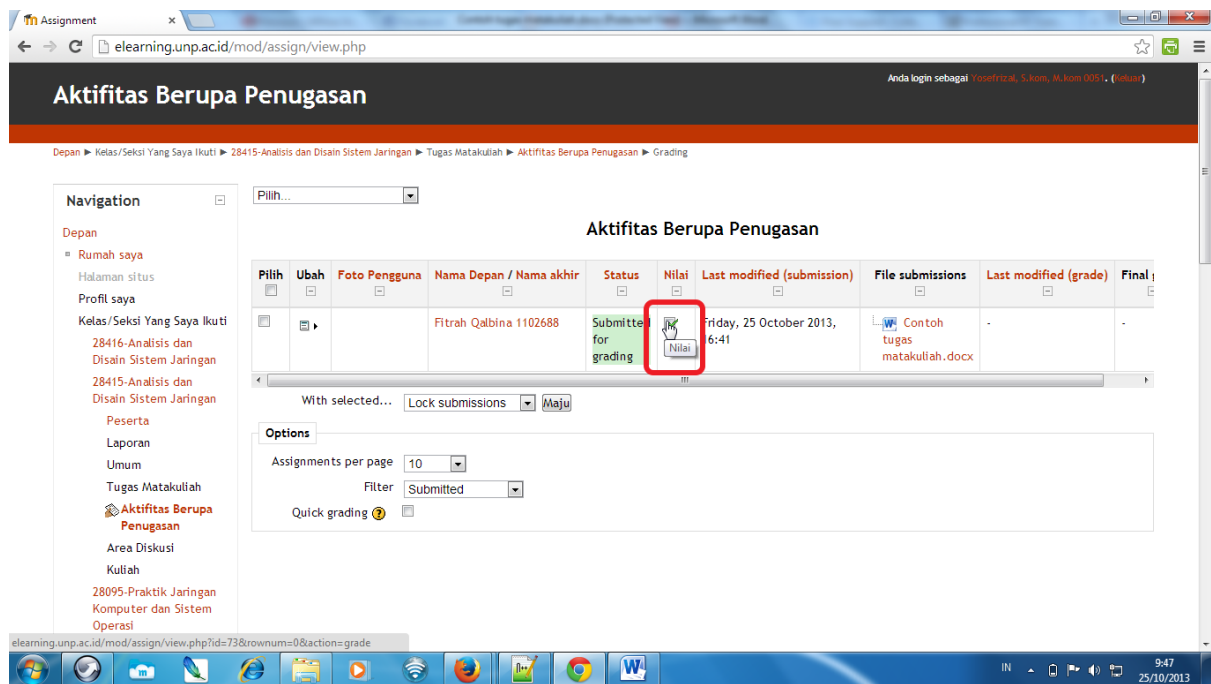 Assignment
elearning.unp.ac.id/mod/assign/view.php
Anda login sebagai Yosefrizal, S.kom, M.kom 0051. (Keluar)
Aktifitas Berupa Penugasan
Depan ► Kelas/Seksi Yang Saya Ikuti ► 28415-Analisis dan Disain Sistem Jaringan ► Tugas Matakuliah ► Aktifitas Berupa Penugasan ► Grading
Navigation
Depan
Rumah saya
Halaman situs
Profil saya
Kelas/Seksi Yang Saya Ikuti
28416-Analisis dan
Disain Sistem Jaringan
28415-Analisis dan
Disain Sistem Jaringan
Peserta
Laporan
Umum
Tugas Matakuliah
Aktifitas Berupa
Penugasan
Area Diskusi
Kuliah
28095-Praktik Jaringan
Komputer dan Sistem
Operasi
Pilih...
Aktifitas Berupa Penugasan
Pilih Ubah Foto Pengguna Nama Depan / Nama akhir Status Nilai Last modified (submission) File submissions Last modified (grade) Final
Fitrah Qalbina 1102688
Submitted
for
grading
Nilai
Friday, 25 October 2013,
16:41
Contoh
tugas
matakuliah.docx
-
-
With selected... Lock submissions Maju
Options
Assignments per page 10
Filter Submitted
Quick grading
elearning.unp.ac.id/mod/assign/view.php?id=73&rownum=0&action=grade
IN
9:47
25/10/2013